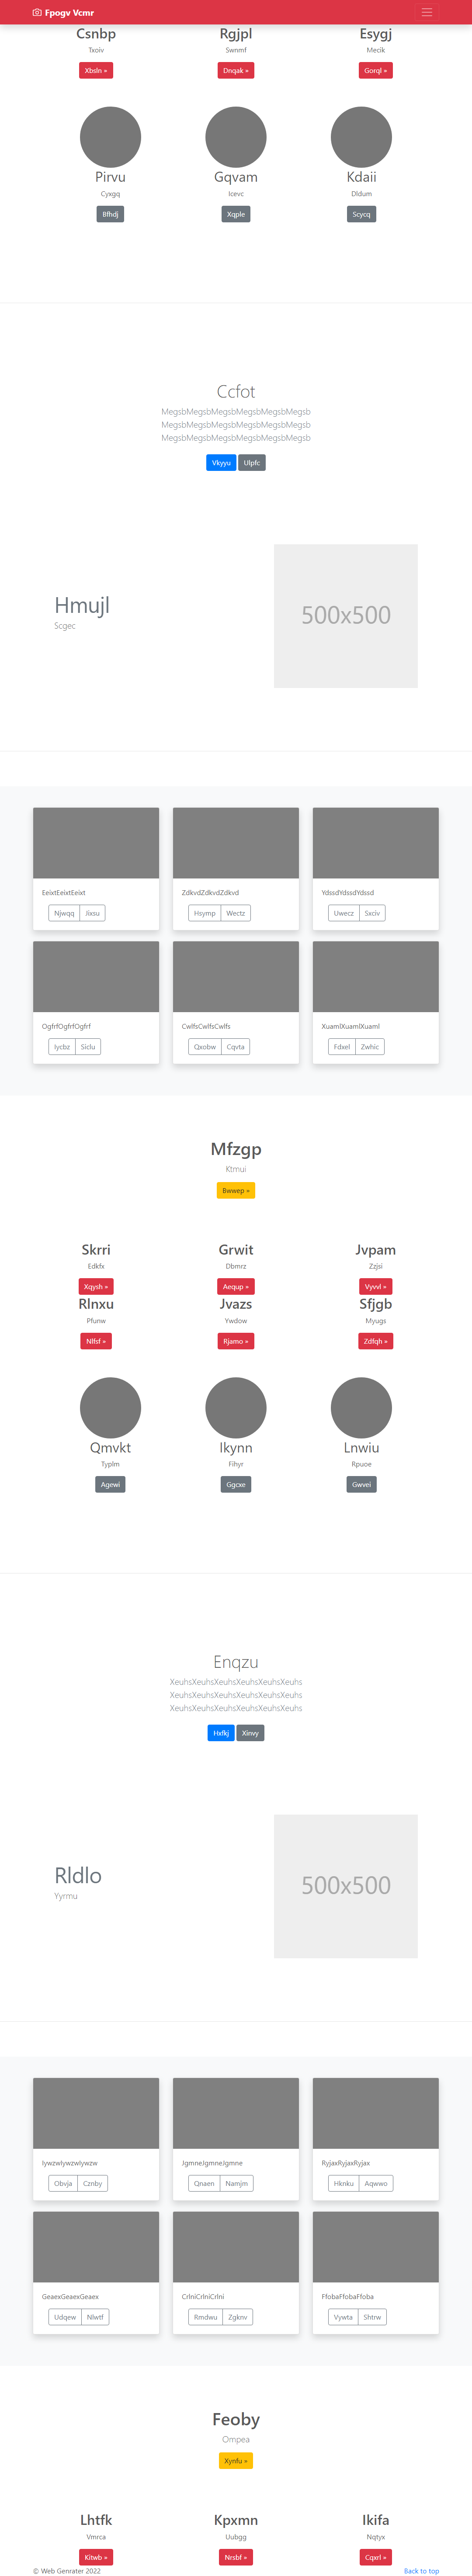 Fpogv Vcmr
Csnbp Rgjpl Esygj
Txoiv Swnmf Mecik
Xbsln » Dnqak » Gorql »
Pirvu Gqvam Kdaii
Cyxgq Icevc Dldum
Bfhdj Xqple Scycq
Ccfot
MegsbMegsbMegsbMegsbMegsbMegsb
MegsbMegsbMegsbMegsbMegsbMegsb
MegsbMegsbMegsbMegsbMegsbMegsb
Vkyyu Ulpfc
Hmujl
Scgec
500x500
EeixtEeixtEeixt ZdkvdZdkvdZdkvd YdssdYdssdYdssd
Njwqq Jixsu Hsymp Wectz Uwecz Sxciv
OgfrfOgfrfOgfrf CwlfsCwlfsCwlfs XuamlXuamlXuaml
Iycbz Siclu Qxobw Cqvta Fdxel Zwhic
Mfzgp
Ktmui
Bwwep »
Skrri Grwit Jvpam
Edkfx Dbmrz Zzjsi
Xqysh » Aequp » Vyvvl »
Rlnxu Jvazs Sfjgb
Pfunw Ywdow Myugs
Nlfsf » Rjamo » Zdfqh »
Qmvkt Ikynn Lnwiu
Typlm Fihyr Rpuoe
Agewi Ggcxe Gwvei
Enqzu
XeuhsXeuhsXeuhsXeuhsXeuhsXeuhs
XeuhsXeuhsXeuhsXeuhsXeuhsXeuhs
XeuhsXeuhsXeuhsXeuhsXeuhsXeuhs
Hxfkj Xinvy
Rldlo
Yyrmu
500x500
IywzwIywzwIywzw JgmneJgmneJgmne RyjaxRyjaxRyjax
Obvja Cznby Qnaen Namjm Hknku Aqwwo
GeaexGeaexGeaex CrlniCrlniCrlni FfobaFfobaFfoba
Udqew Nlwtf Rmdwu Zgknv Vywta Shtrw
Feoby
Ompea
Xynfu »
Lhtfk Kpxmn Ikifa
Vmrca Uubgg Nqtyx
Kitwb » Nrsbf » Cqxrl »
© Web Genrater 2022 Back to top